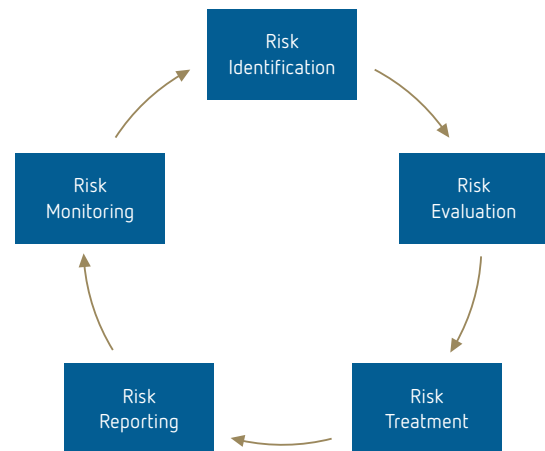 Risk
Identification
Risk
Evaluation
Risk
Treatment
Risk
Reporting
Risk
Monitoring